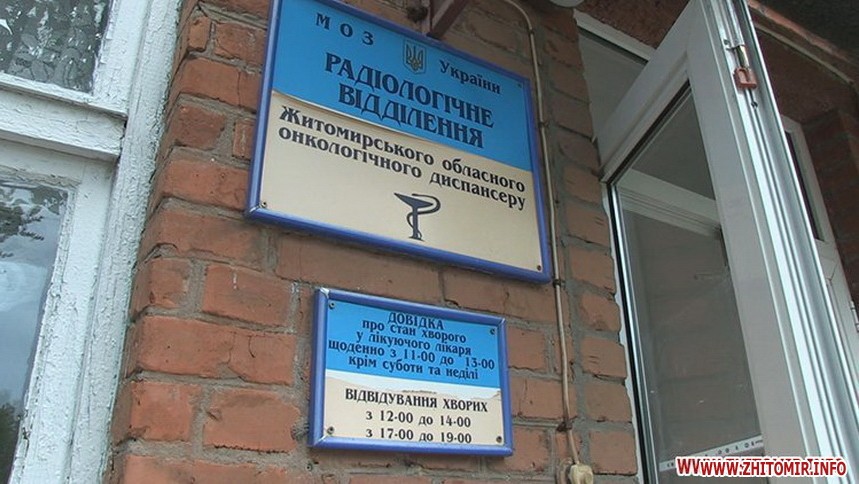 МОЗ України
РАДІОЛОГІЧНЕ
ВІДДІЛЕННЯ
Житомирського обласного
онкологічного диспансеру
ДОВІДКА
про стан хворого
у лікуючого лікаря
щоденно з 11-00 до 13-00
крім суботи та неділі
ВІДВІДУВАННЯ ХВОРИХ
з 12-00 до 14-00
з 17-00 до 19-00
WWW.ZHITOMIR.INFO